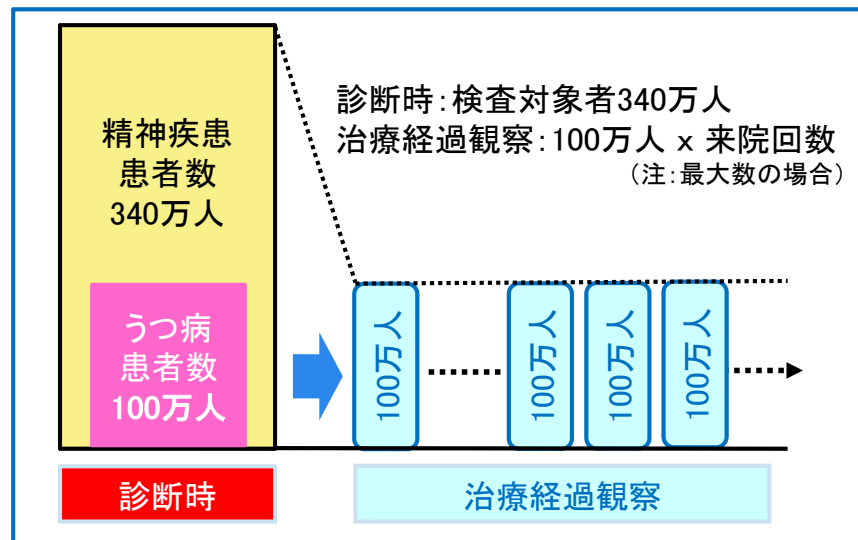 精神疾患
患者数
340万人
うつ病
患者数
100万人
診断時：検査対象者340万人
治療経過観察：100万人 x 来院回数
（注：最大数の場合）
100万人
100万人
100万人
100万人
診断時
治療経過観察